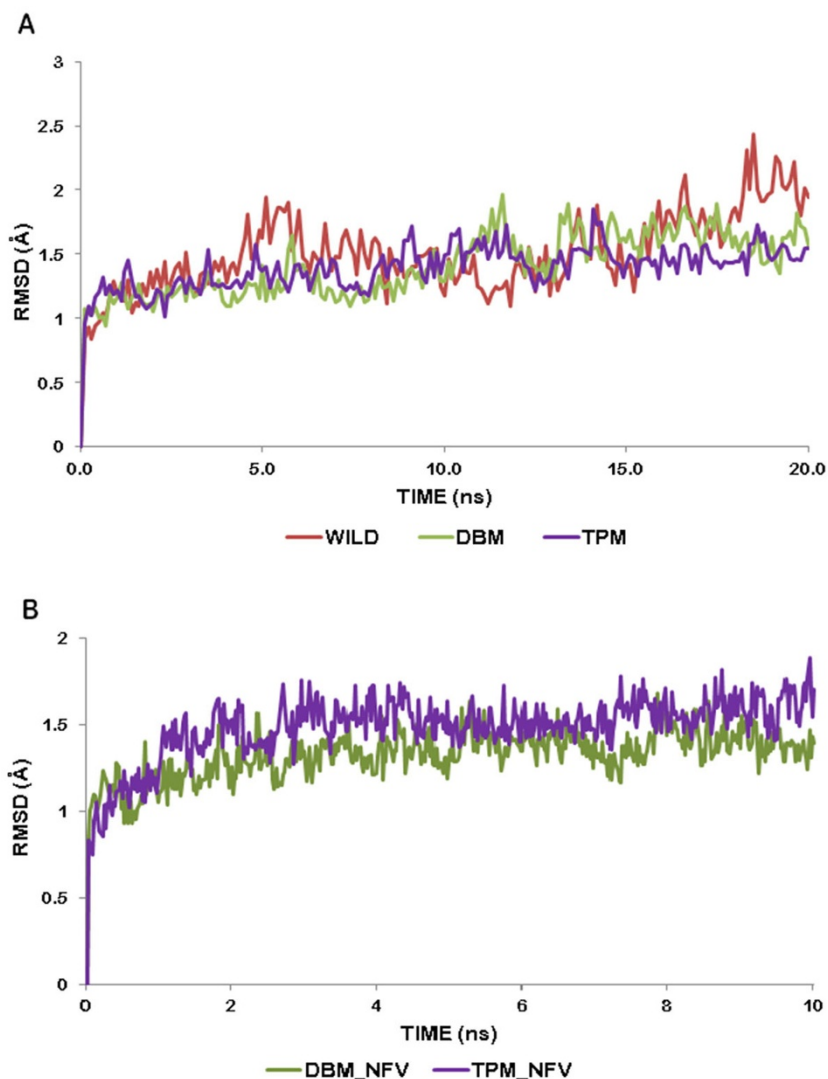 A
3
2.5
2
1.5
1
0.5
0
RMSD (Å)
0.0 5.0 10.0 15.0 20.0
TIME (ns)
WILD DBM TPM
B
2
1.5
1
0.5
0
RMSD (Å)
0 2 4 6 8 10
TIME (ns)
DBM_NFV TPM_NFV